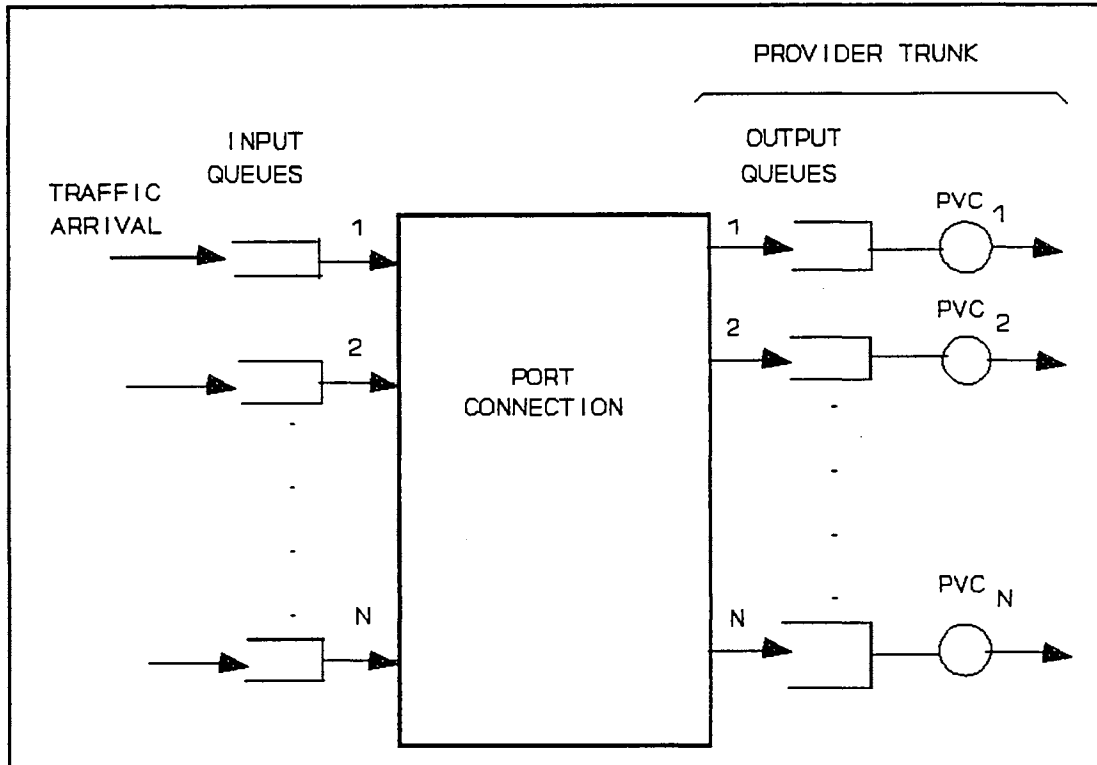 PROVIDER TRUNK
INPUT
QUEUES
OUTPUT
QUEUES
TRAFFIC
ARRIVAL
1
1
PVC 1
2
2
PVC 2
PORT
CONNECTION
N
N
PVC N